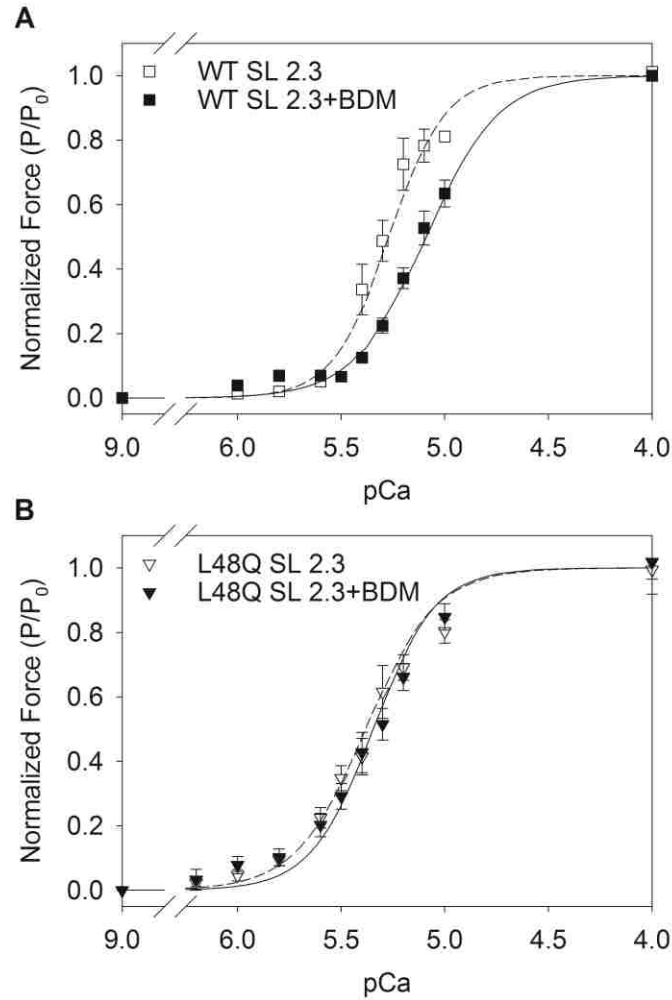 A
WT SL 2.3
WT SL 2.3+BDM
Normalized Force (P/P0)
1.0
0.8
0.6
0.4
0.2
0.0
9.0 6.0 5.5 5.0 4.5 4.0
pCa
B
L48Q SL 2.3
L48Q SL 2.3+BDM
Normalized Force (P/P0)
1.0
0.8
0.6
0.4
0.2
0.0
9.0 6.0 5.5 5.0 4.5 4.0
pCa